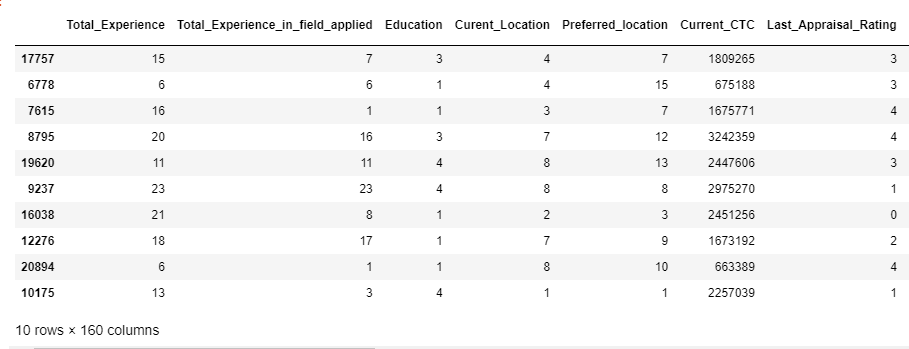 Total_Experience Total_Experience_in_field_applied Education Curent_Location Preferred_location Current_CTC Last_Appraisal_Rating
17757 15 7 3 4 7 1809265 3
6778 6 6 1 4 15 675188 3
7615 16 1 1 3 7 1675771 4
8795 20 16 3 7 12 3242359 4
19620 11 11 4 8 13 2447606 3
9237 23 23 4 8 8 2975270 1
16038 21 8 1 2 3 2451256 0
12276 18 17 1 7 9 1673192 2
20894 6 1 1 8 10 663389 4
10175 13 3 4 1 1 2257039 1
10 rows × 160 columns